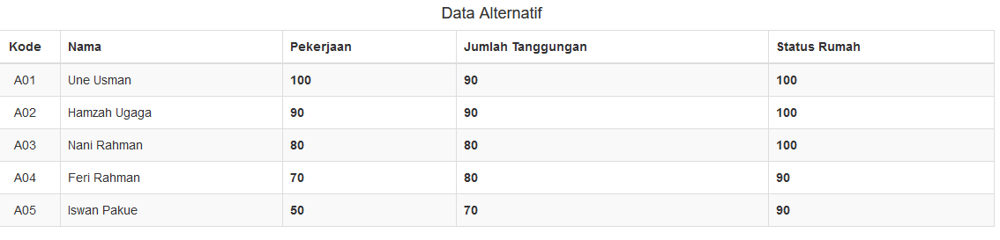 Data Alternatif
Kode Nama Pekerjaan Jumlah Tanggungan Status Rumah
A01 Une Usman 100 90 100
A02 Hamzah Ugaga 90 90 100
A03 Nani Rahman 80 80 100
A04 Feri Rahman 70 80 90
A05 Iswan Pakue 50 70 90